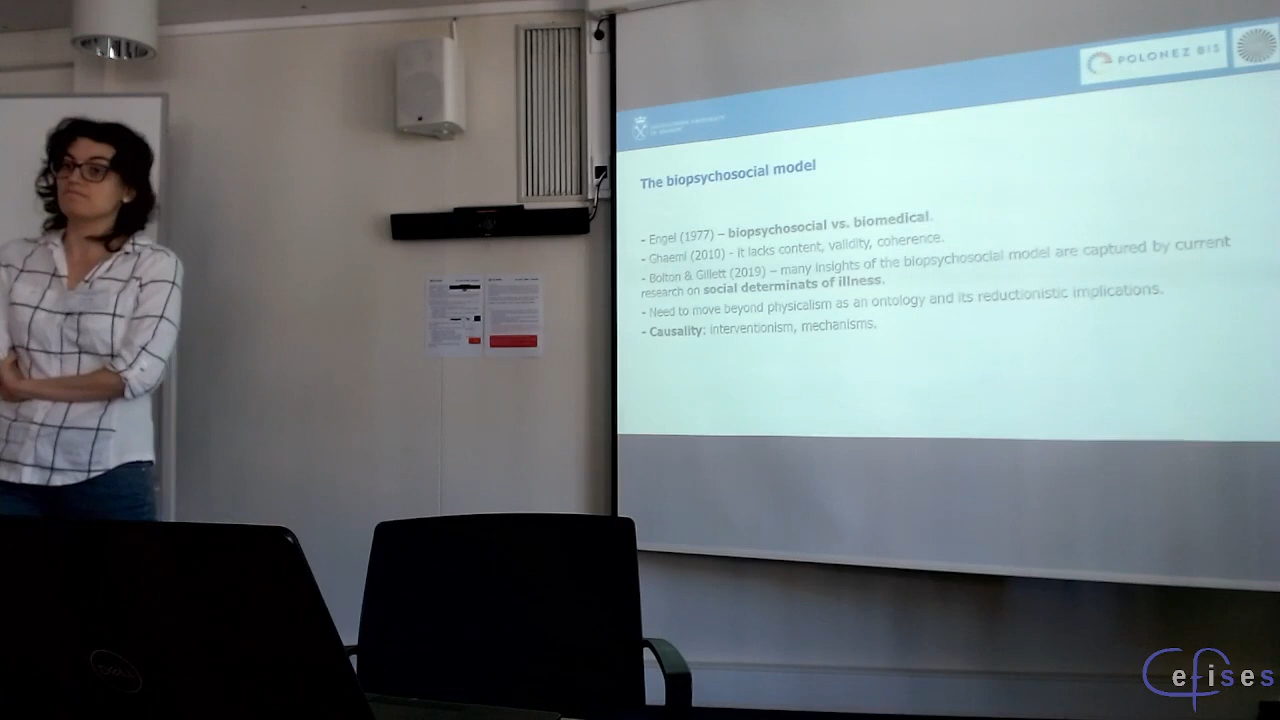 POLONEZ BIS
The biopsychosocial model
- Engel (1977) – biopsychosocial vs. biomedical.
- Ghaemi (2010) - it lacks content, validity, coherence.
- Bolton & Gillett (2019) – many insights of the biopsychosocial model are captured by current
research on social determinats of illness.
- Need to move beyond physicalism as an ontology and its reductionistic implications.
- Causality: interventionism, mechanisms.
DELL
Cefises